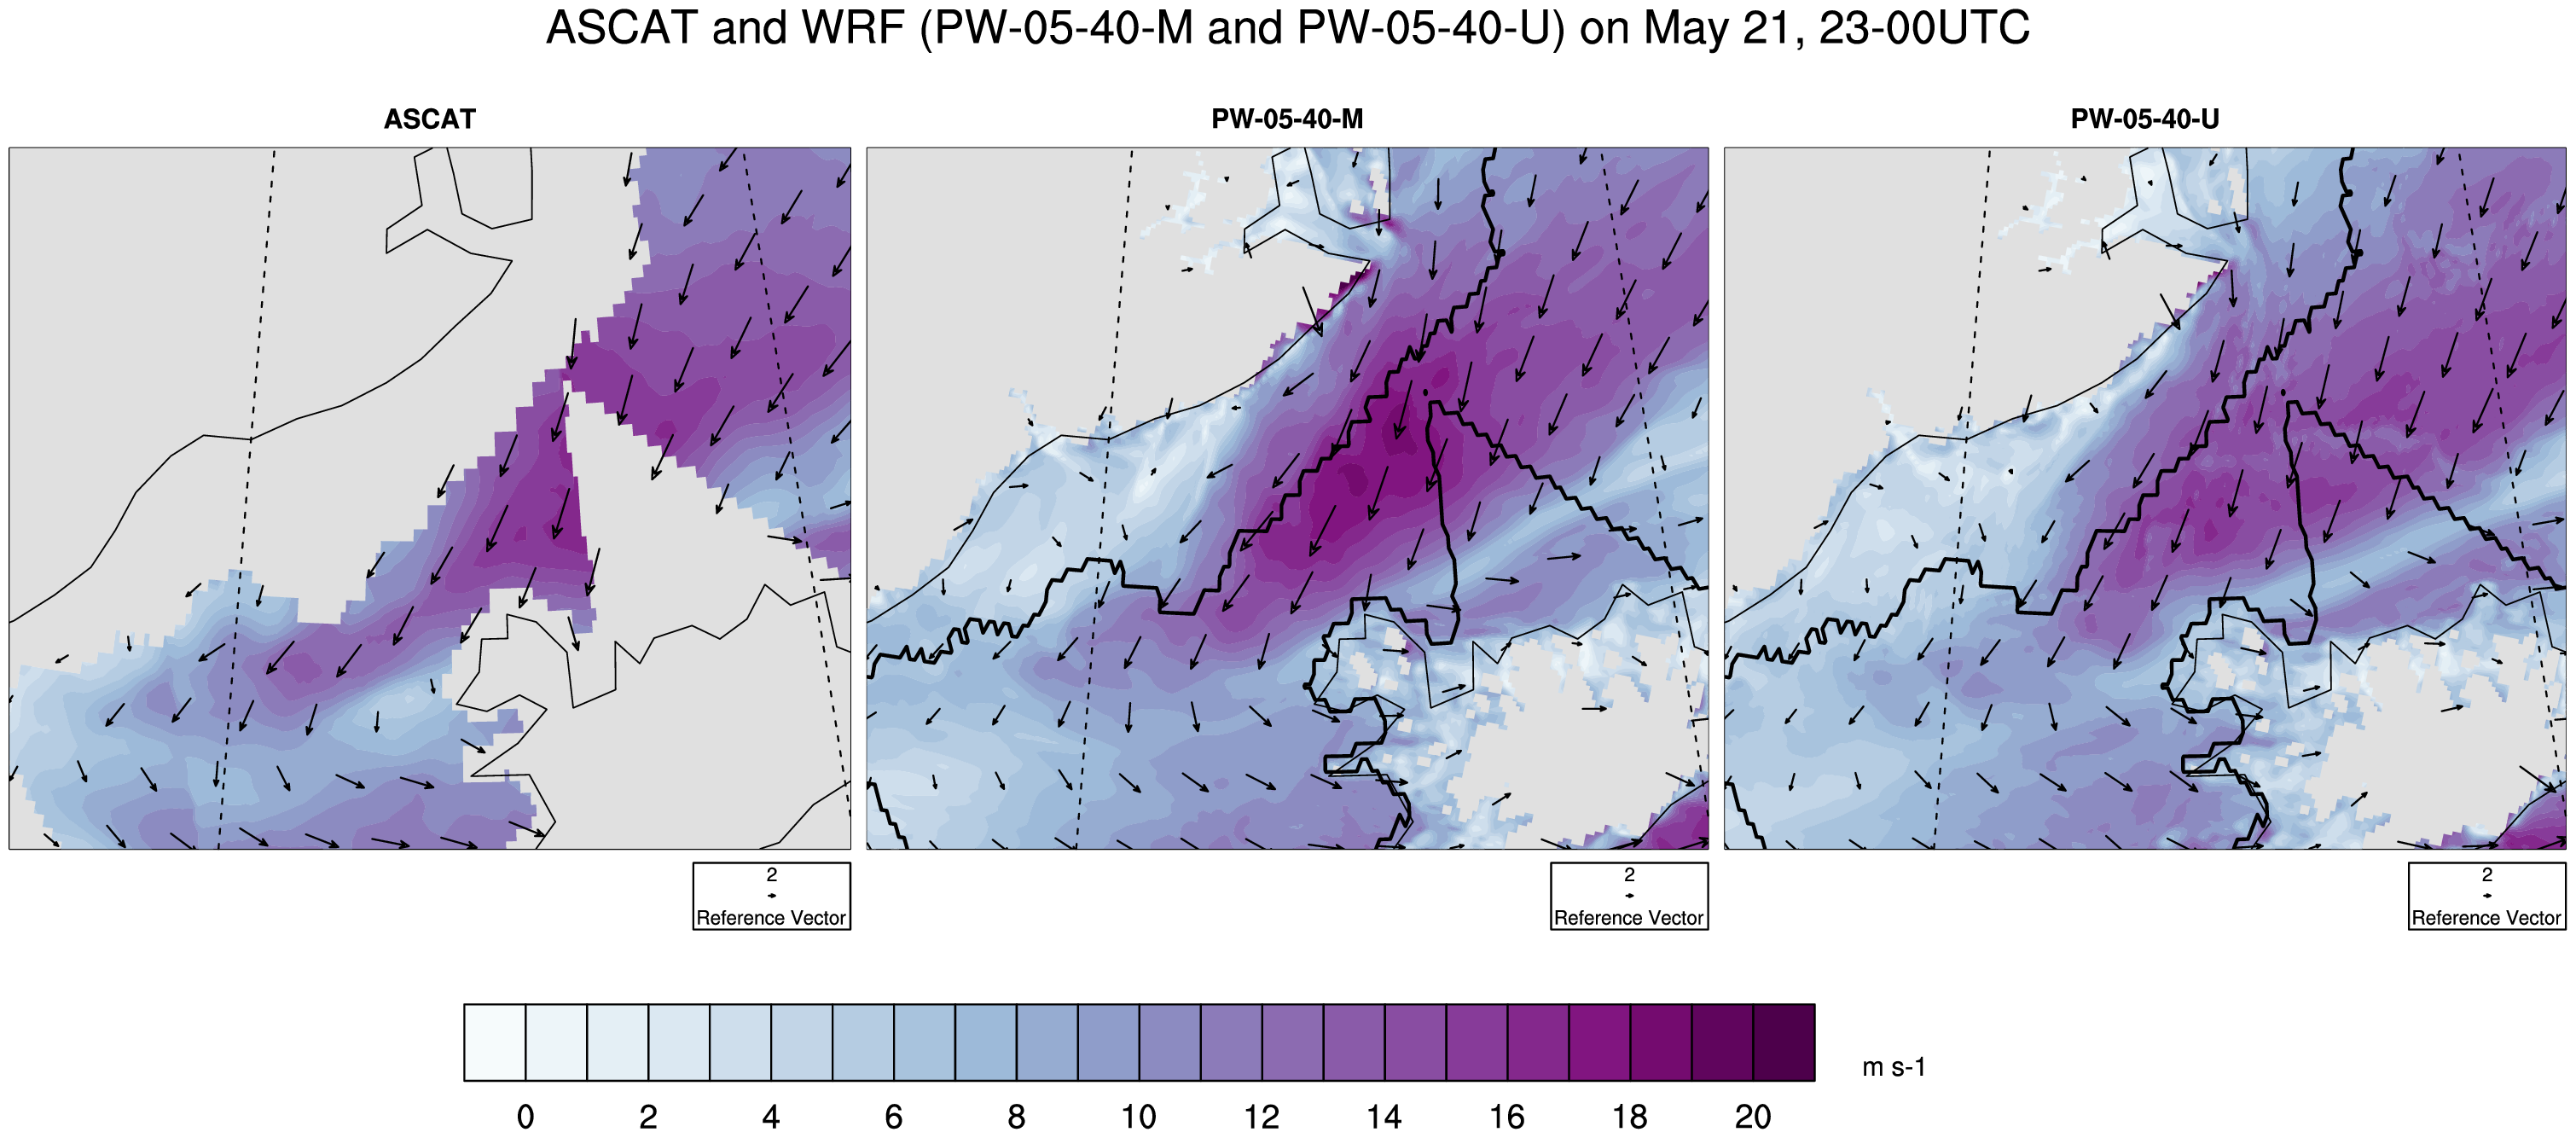 ASCAT and WRF (PW-05-40-M and PW-05-40-U) on May 21, 23-00UTC
ASCAT
PW-05-40-M
PW-05-40-U
2
Reference Vector
2
Reference Vector
2
Reference Vector
m s-1
0 2 4 6 8 10 12 14 16 18 20